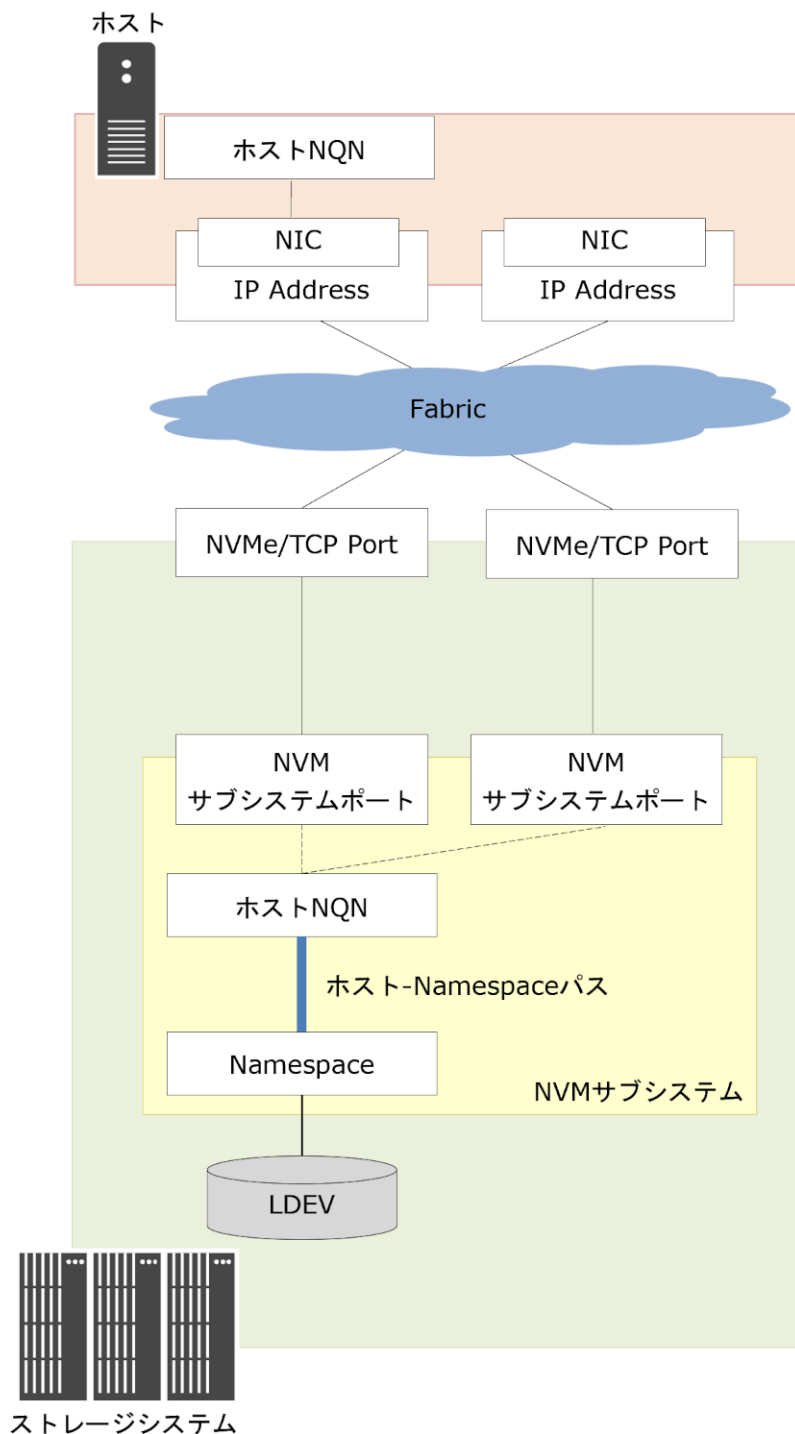 ホスト
ホストNQN
NIC
NIC
IP Address
IP Address
Fabric
NVMe/TCP Port
NVMe/TCP Port
NVM
サブシステムポート
NVM
サブシステムポート
ホストNQN
ホスト-Namespaceパス
Namespace
NVMサブシステム
LDEV
ストレージシステム